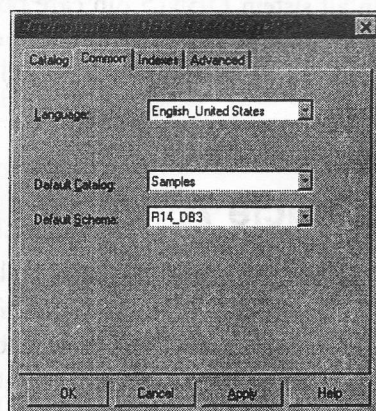 Catalog Common Indexes Advanced
Language: English_United States
Default Catalog: Samples
Default Schema: R14_DB3
OK Cancel Apply Help